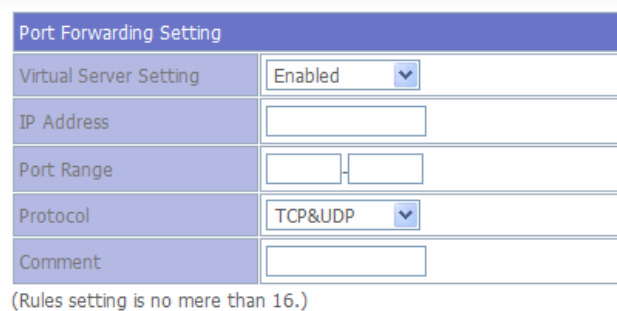 Port Forwarding Setting
Virtual Server Setting Enabled
IP Address
Port Range -
Protocol TCP&UDP
Comment
(Rules setting is no mere than 16.)